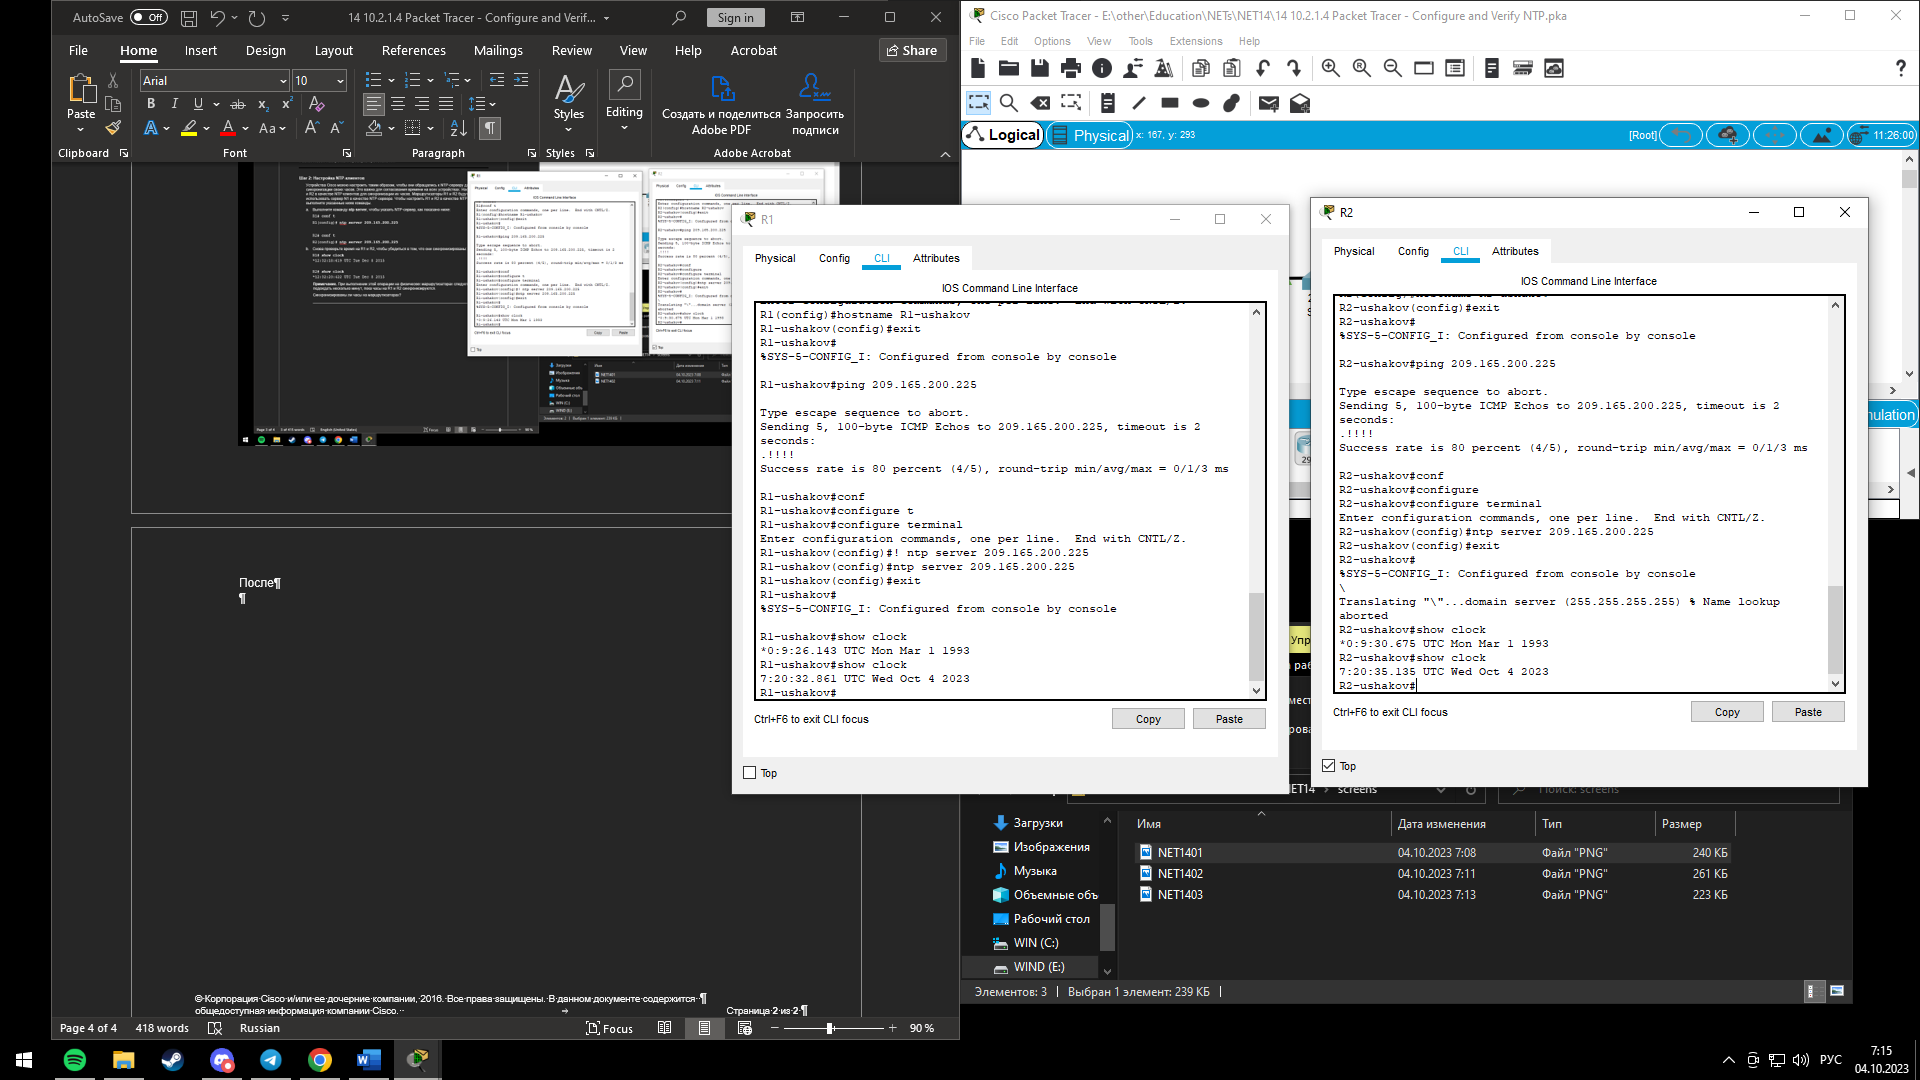 AutoSave Off
14 10.2.1.4 Packet Tracer - Configure and Verif...
Sign in
File Home Insert Design Layout References Mailings Review View Help Acrobat Share
Paste
Arial 10
Styles
Editing
Создать и поделиться Adobe PDF
Запросить подписи
Clipboard Font Paragraph Styles Adobe Acrobat
Шаг 2: Настройка NTP-клиентов
После¶
¶
© Корпорация Cisco и/или ее дочерние компании, 2016. Все права защищены. В данном документе содержится ¶
общедоступная информация компании Cisco.
Страница 2 из 2 ¶
Page 4 of 4 418 words Russian Focus 90 %
Cisco Packet Tracer - E:\other\Education\NETs\NET14\14 10.2.1.4 Packet Tracer - Configure and Verify NTP.pka
File Edit Options View Tools Extensions Help
Logical Physical x: 167, y: 293 [Root] 11:26:00
R1
Physical Config CLI Attributes
IOS Command Line Interface
R1(config)#hostname R1-ushakov
R1-ushakov(config)#exit
R1-ushakov#
%SYS-5-CONFIG_I: Configured from console by console
R1-ushakov#ping 209.165.200.225
Type escape sequence to abort.
Sending 5, 100-byte ICMP Echos to 209.165.200.225, timeout is 2
seconds:
.!!!!
Success rate is 80 percent (4/5), round-trip min/avg/max = 0/1/3 ms
R1-ushakov#conf
R1-ushakov#configure t
R1-ushakov#configure terminal
Enter configuration commands, one per line.  End with CNTL/Z.
R1-ushakov(config)#! ntp server 209.165.200.225
R1-ushakov(config)#ntp server 209.165.200.225
R1-ushakov(config)#exit
R1-ushakov#
%SYS-5-CONFIG_I: Configured from console by console
R1-ushakov#show clock
*0:9:26.143 UTC Mon Mar 1 1993
R1-ushakov#show clock
7:20:32.861 UTC Wed Oct 4 2023
R1-ushakov#
Ctrl+F6 to exit CLI focus
Copy Paste
Top
R2
Physical Config CLI Attributes
IOS Command Line Interface
R2-ushakov(config)#exit
R2-ushakov#
%SYS-5-CONFIG_I: Configured from console by console
R2-ushakov#ping 209.165.200.225
Type escape sequence to abort.
Sending 5, 100-byte ICMP Echos to 209.165.200.225, timeout is 2
seconds:
.!!!!
Success rate is 80 percent (4/5), round-trip min/avg/max = 0/1/3 ms
R2-ushakov#conf
R2-ushakov#configure
R2-ushakov#configure terminal
Enter configuration commands, one per line.  End with CNTL/Z.
R2-ushakov(config)#ntp server 209.165.200.225
R2-ushakov(config)#exit
R2-ushakov#
%SYS-5-CONFIG_I: Configured from console by console
\
Translating "\"...domain server (255.255.255.255) % Name lookup
aborted
R2-ushakov#show clock
*0:9:30.675 UTC Mon Mar 1 1993
R2-ushakov#show clock
7:20:35.135 UTC Wed Oct 4 2023
R2-ushakov#
Ctrl+F6 to exit CLI focus
Copy Paste
Top
screens
Поиск: screens
Загрузки
Изображения
Музыка
Объемные объ
Рабочий стол
WIN (C:)
WIND (E:)
Имя Дата изменения Тип Размер
NET1401 04.10.2023 7:08 Файл "PNG" 240 КБ
NET1402 04.10.2023 7:11 Файл "PNG" 261 КБ
NET1403 04.10.2023 7:13 Файл "PNG" 223 КБ
Элементов: 3 Выбран 1 элемент: 239 КБ
РУС
7:15
04.10.2023